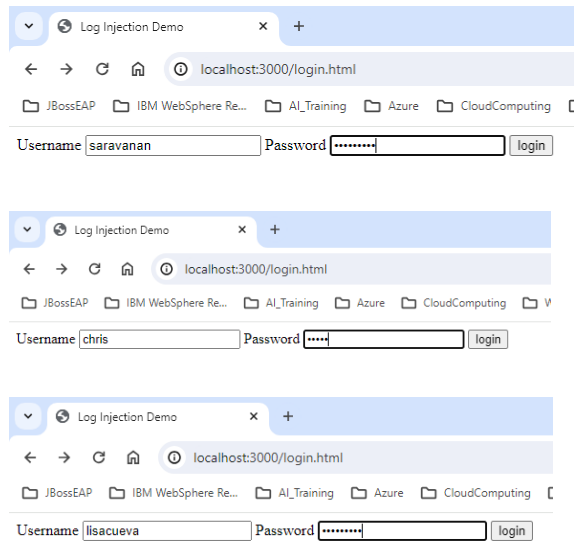 Log Injection Demo
localhost:3000/login.html
JBossEAP IBM WebSphere Re... AI_Training Azure CloudComputing
Username saravanan Password ••••••••• login
Log Injection Demo
localhost:3000/login.html
JBossEAP IBM WebSphere Re... AI_Training Azure CloudComputing
Username chris Password ••••• login
Log Injection Demo
localhost:3000/login.html
JBossEAP IBM WebSphere Re... AI_Training Azure CloudComputing
Username lisacueva Password ••••••••• login